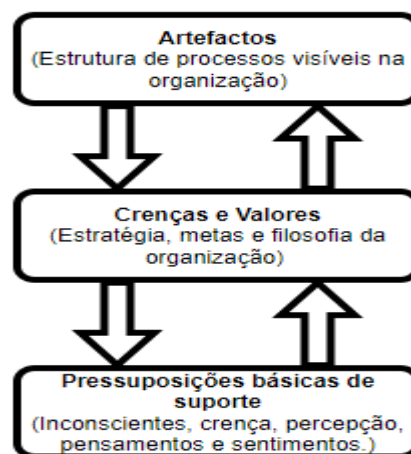 Artefactos
(Estrutura de processos visíveis na
organização)
Crenças e Valores
(Estratégia, metas e filosofia da
organização)
Pressuposições básicas de
suporte
(Inconscientes, crença, percepção,
pensamentos e sentimentos.)